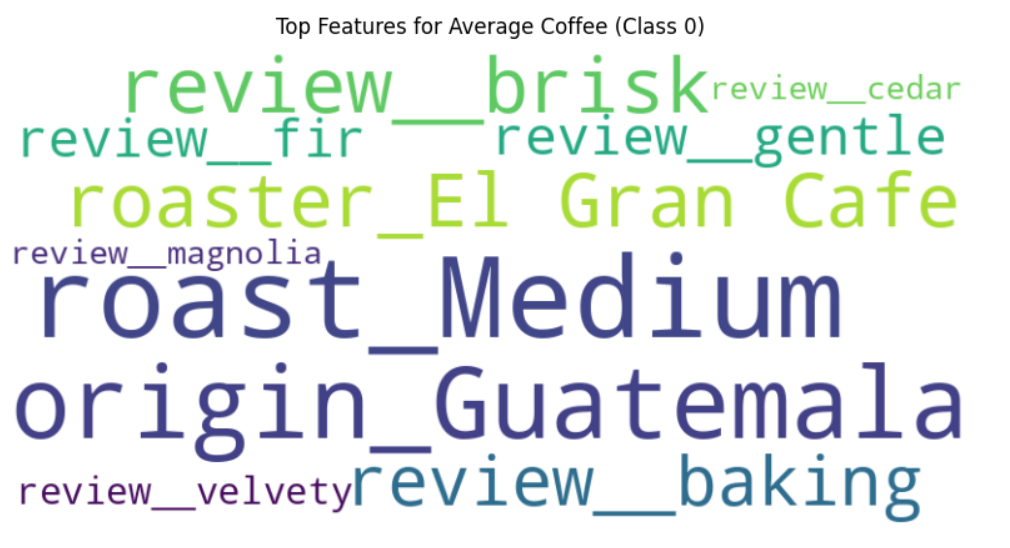 Top Features for Average Coffee (Class 0)
review__brisk review__cedar
review__fir review__gentle
roaster_El Gran Cafe
review__magnolia
roast_Medium
origin_Guatemala
review__velvety review__baking